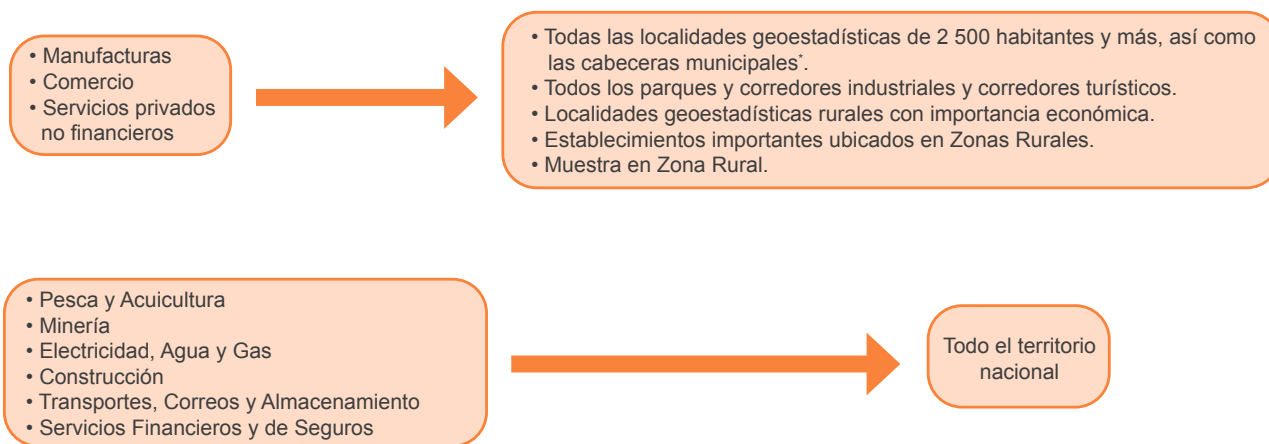 • Manufacturas
• Comercio
• Servicios privados
no financieros
• Todas las localidades geoestadísticas de 2 500 habitantes y más, así como
las cabeceras municipales*.
• Todos los parques y corredores industriales y corredores turísticos.
• Localidades geoestadísticas rurales con importancia económica.
• Establecimientos importantes ubicados en Zonas Rurales.
• Muestra en Zona Rural.
• Pesca y Acuicultura
• Minería
• Electricidad, Agua y Gas
• Construcción
• Transportes, Correos y Almacenamiento
• Servicios Financieros y de Seguros
Todo el territorio
nacional